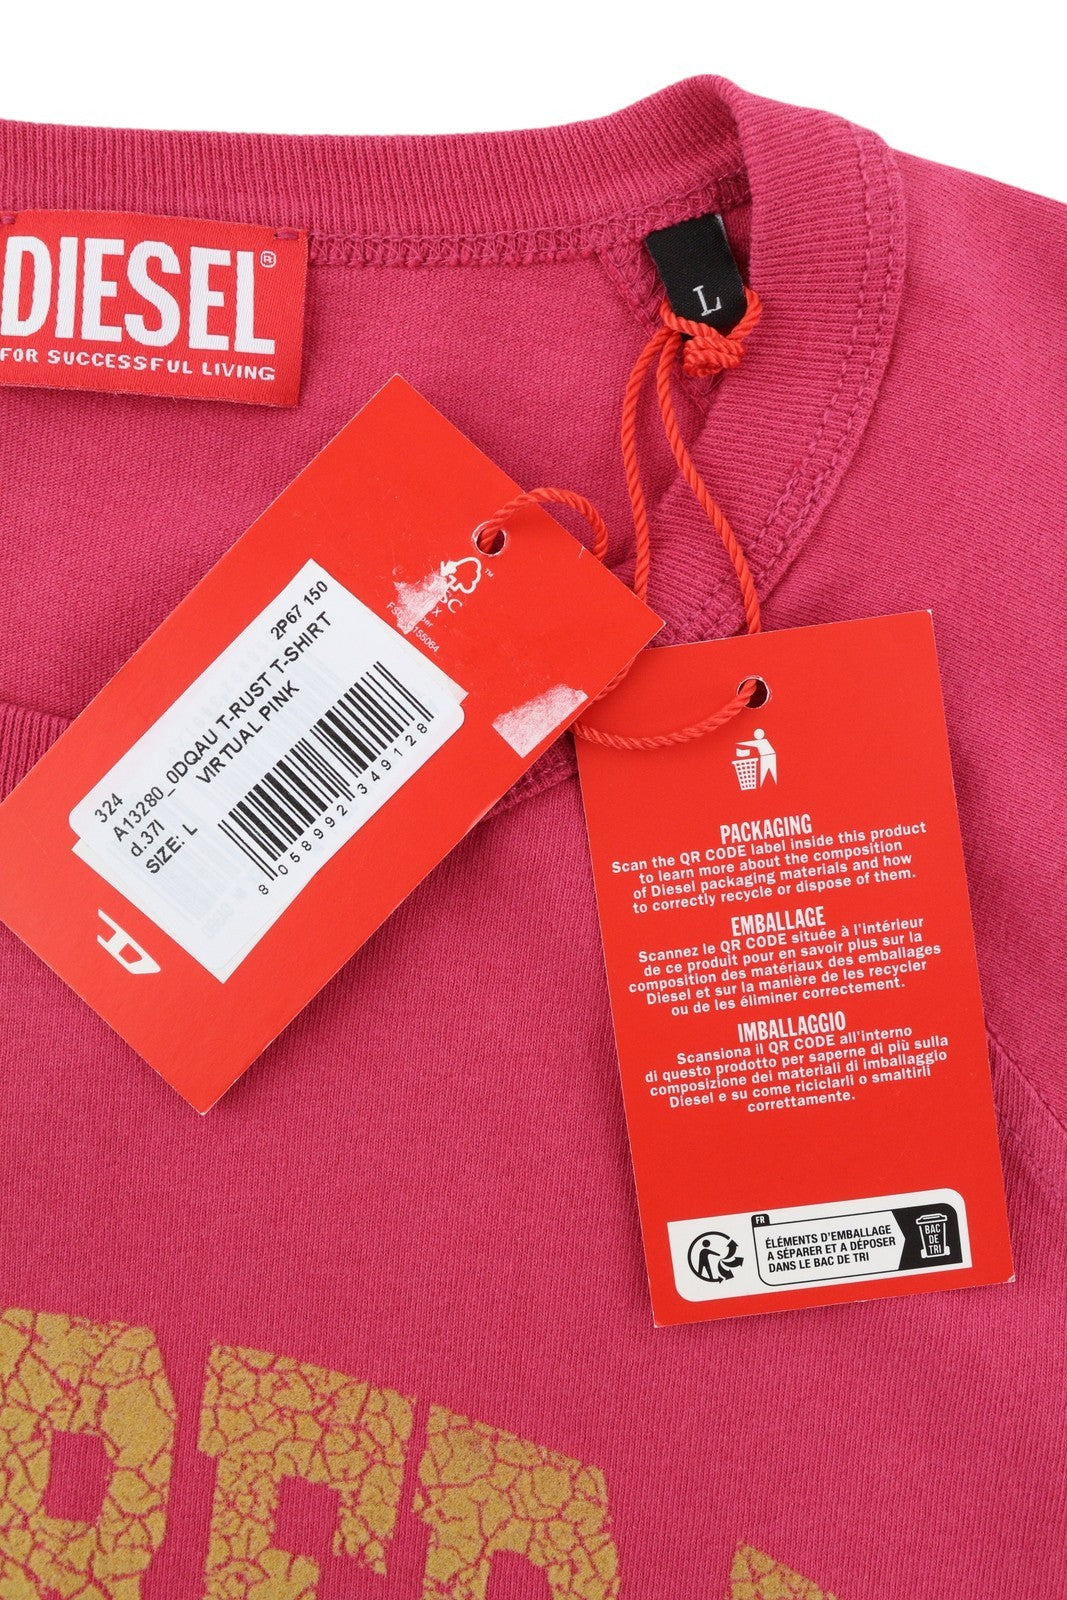 DIESEL®
FOR SUCCESSFUL LIVING
L
2P67 150
324
A13280_0DQAU T-RUST T-SHIRT
d.37I VIRTUAL PINK
SIZE: L
8 058992 349128
PACKAGING
Scan the QR CODE label inside this product
to learn more about the composition
of Diesel packaging materials and how
to correctly recycle or dispose of them.
EMBALLAGE
Scannez le QR CODE située à l'intérieur
de ce produit pour en savoir plus sur la
composition des matériaux des emballages
Diesel et sur la manière de les recycler
ou de les éliminer correctement.
IMBALLAGGIO
Scansiona il QR CODE all'interno
di questo prodotto per saperne di più sulla
composizione dei materiali di imballaggio
Diesel e su come riciclarli o smaltirli
correttamente.
FR
ÉLÉMENTS D'EMBALLAGE
A SÉPARER ET A DÉPOSER
DANS LE BAC DE TRI
BAC
DE
TRI